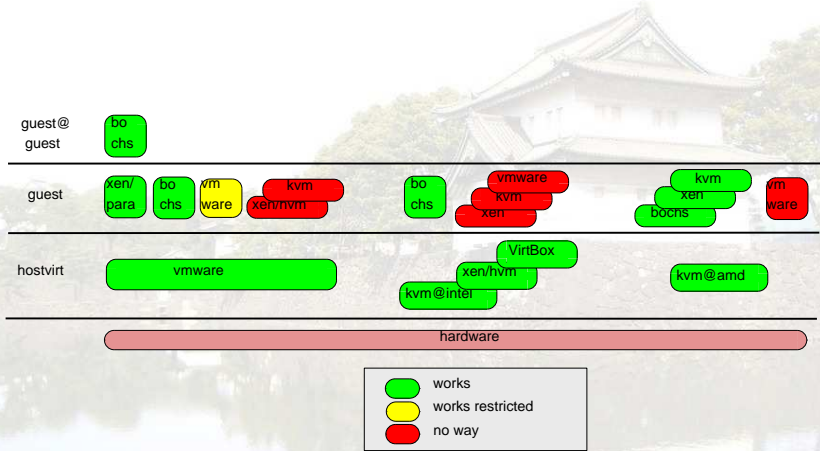 guest@
guest
bo
chs
guest
xen/
para
bo
chs
vm
ware
kvm
xen/hvm
bo
chs
vmware
kvm
xen
kvm
xen
bochs
vm
ware
hostvirt
vmware
VirtBox
xen/hvm
kvm@intel
kvm@amd
hardware
works
works restricted
no way